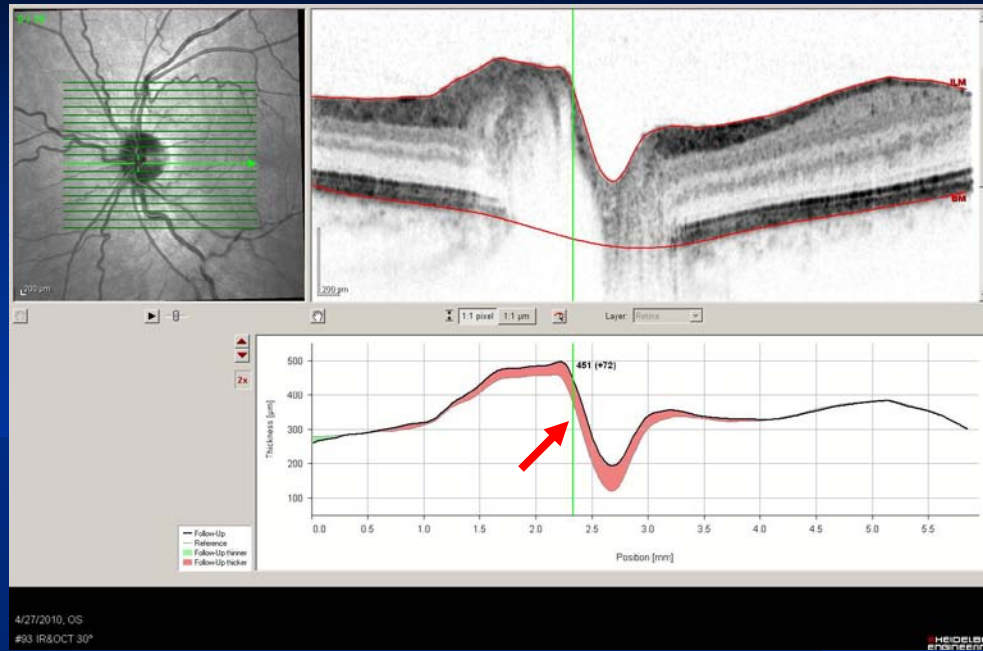 ILM
BM
200 µm
200 µm
1:1 pixel 1:1 µm Layer: Retina
2x
Thickness [µm]
500
400
300
200
100
451 (+72)
0.0 0.5 1.0 1.5 2.0 2.5 3.0 3.5 4.0 4.5 5.0 5.5
Position [mm]
Follow-Up
Reference
Follow-Up thinner
Follow-Up thicker
4/27/2010, OS
#93 IR&OCT 30°
HEIDELB
ENGINEERIN